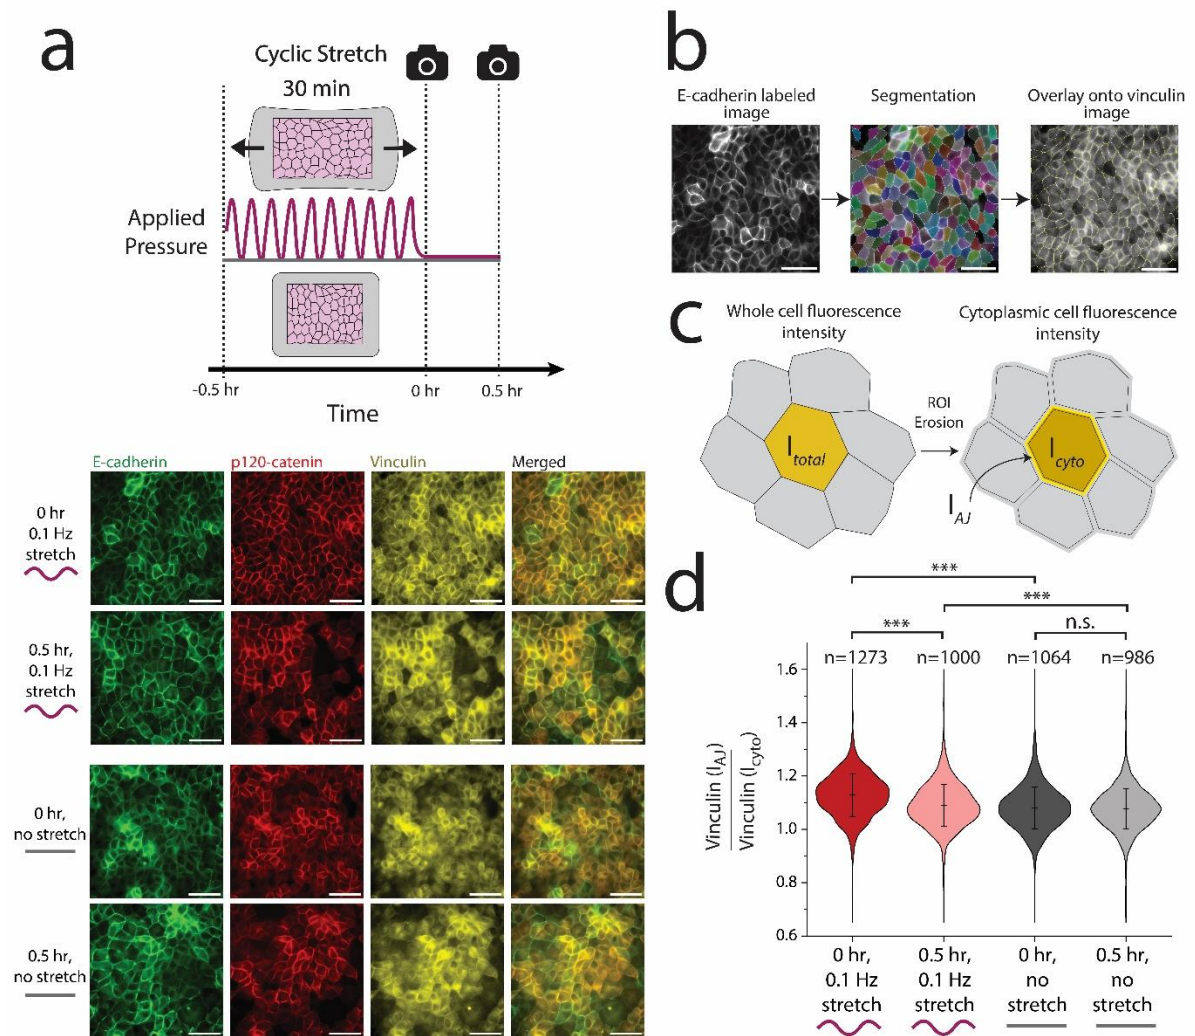 a
Cyclic Stretch
30 min
Applied
Pressure
-0.5 hr
0 hr
0.5 hr
Time
E-cadherin
p120-catenin
Vinculin
Merged
0 hr
0.1 Hz
stretch
0.5 hr,
0.1 Hz
stretch
0 hr,
no stretch
0.5 hr,
no stretch
b
E-cadherin labeled
image
Segmentation
Overlay onto vinculin
image
c
Whole cell fluorescence
intensity
Cytoplasmic cell fluorescence
intensity
I total
ROI
Erosion
I cyto
I AJ
d
***
***
***
n.s.
n=1273
n=1000
n=1064
n=986
Vinculin (I AJ)
Vinculin (I cyto)
1.6
1.4
1.2
1.0
0.8
0.6
0 hr,
0.1 Hz
stretch
0.5 hr,
0.1 Hz
stretch
0 hr,
no
stretch
0.5 hr, no
stretch